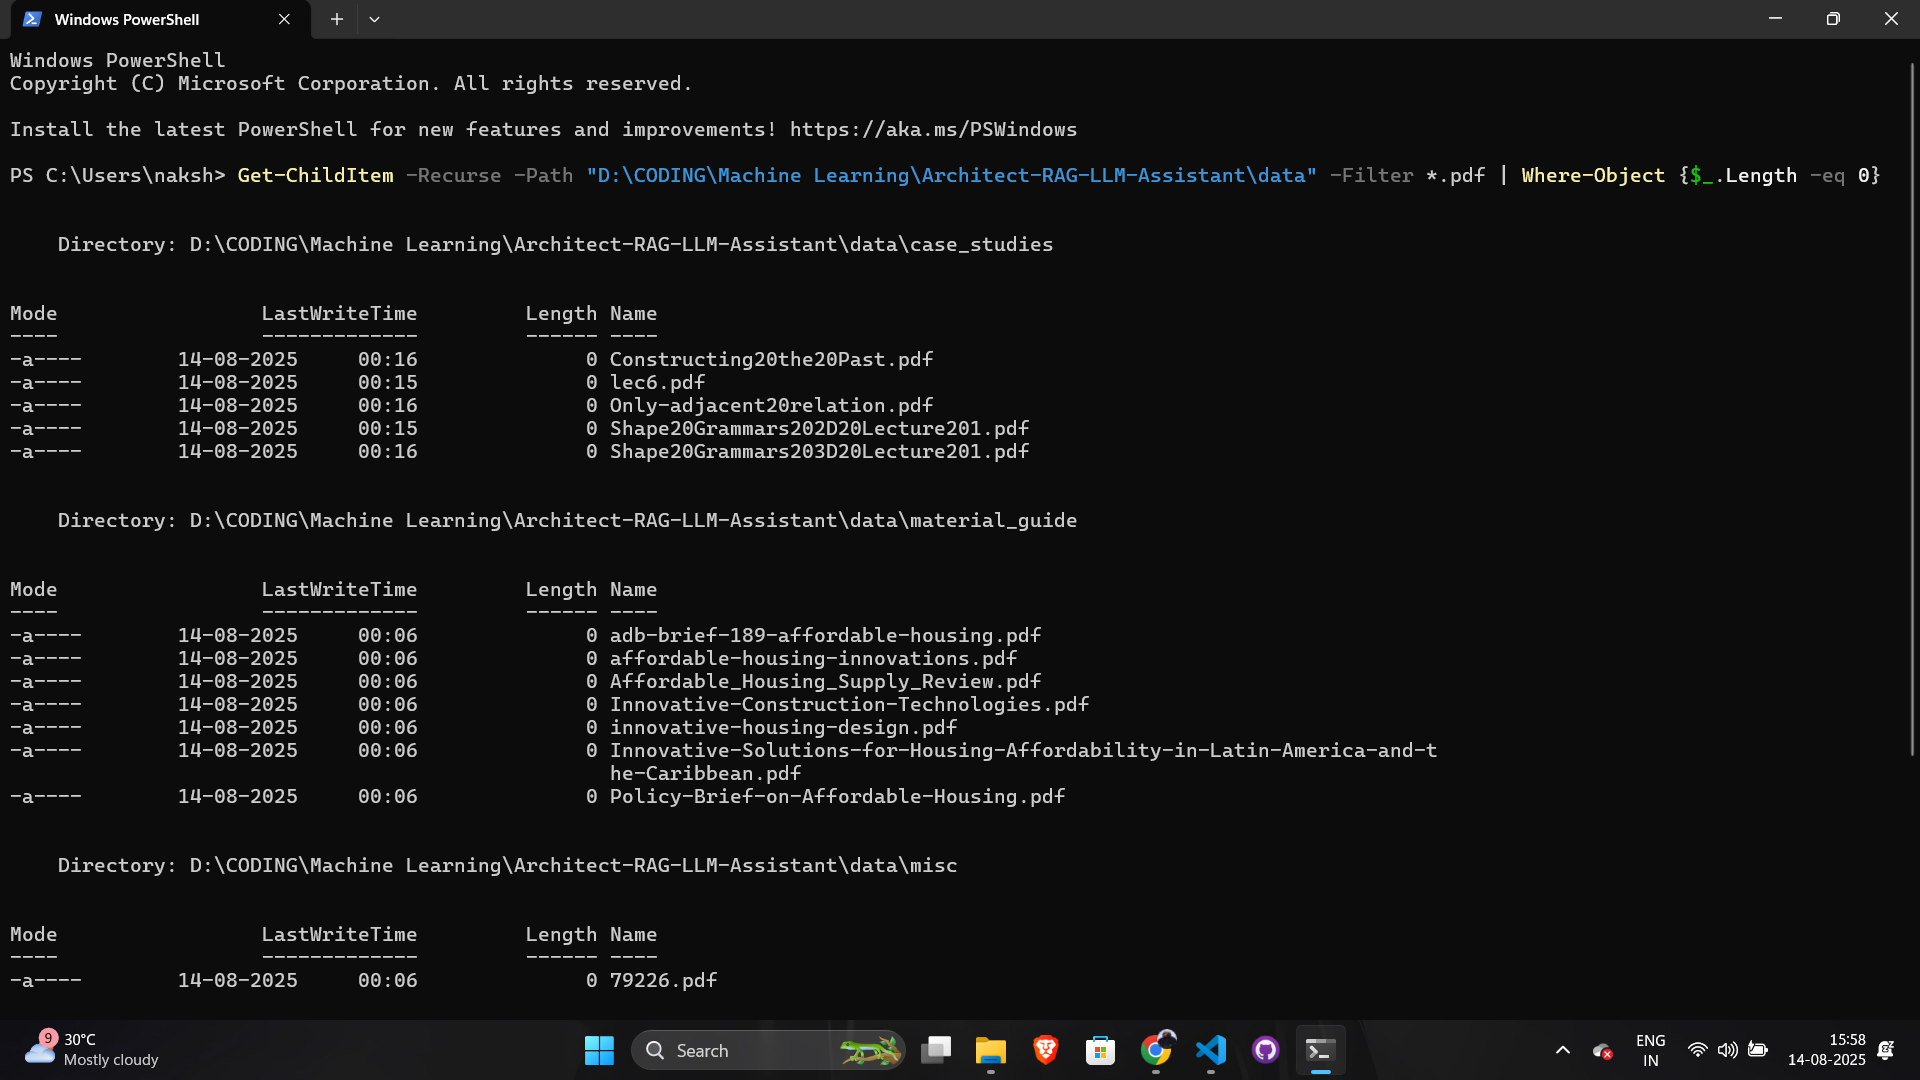 Windows PowerShell
Windows PowerShell
Copyright (C) Microsoft Corporation. All rights reserved.
Install the latest PowerShell for new features and improvements! https://aka.ms/PSWindows
PS C:\Users\naksh> Get-ChildItem -Recurse -Path "D:\CODING\Machine Learning\Architect-RAG-LLM-Assistant\data" -Filter *.pdf | Where-Object {$_.Length -eq 0}
Directory: D:\CODING\Machine Learning\Architect-RAG-LLM-Assistant\data\case_studies
Mode LastWriteTime Length Name
---- ------------- ------ ----
-a---- 14-08-2025 00:16 0 Constructing20the20Past.pdf
-a---- 14-08-2025 00:15 0 lec6.pdf
-a---- 14-08-2025 00:16 0 Only-adjacent20relation.pdf
-a---- 14-08-2025 00:15 0 Shape20Grammars202D20Lecture201.pdf
-a---- 14-08-2025 00:16 0 Shape20Grammars203D20Lecture201.pdf
Directory: D:\CODING\Machine Learning\Architect-RAG-LLM-Assistant\data\material_guide
Mode LastWriteTime Length Name
---- ------------- ------ ----
-a---- 14-08-2025 00:06 0 adb-brief-189-affordable-housing.pdf
-a---- 14-08-2025 00:06 0 affordable-housing-innovations.pdf
-a---- 14-08-2025 00:06 0 Affordable_Housing_Supply_Review.pdf
-a---- 14-08-2025 00:06 0 Innovative-Construction-Technologies.pdf
-a---- 14-08-2025 00:06 0 innovative-housing-design.pdf
-a---- 14-08-2025 00:06 0 Innovative-Solutions-for-Housing-Affordability-in-Latin-America-and-t
he-Caribbean.pdf
-a---- 14-08-2025 00:06 0 Policy-Brief-on-Affordable-Housing.pdf
Directory: D:\CODING\Machine Learning\Architect-RAG-LLM-Assistant\data\misc
Mode LastWriteTime Length Name
---- ------------- ------ ----
-a---- 14-08-2025 00:06 0 79226.pdf
9
30°C
Mostly cloudy
Search
ENG
IN
15:58
14-08-2025